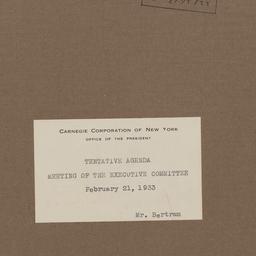 CARNEGIE CORPORATION OF NEW YORK
OFFICE OF THE PRESIDENT
TENTATIVE AGENDA
MEETING OF THE EXECUTIVE COMMITTEE
February 21, 1933
Mr. Bertram